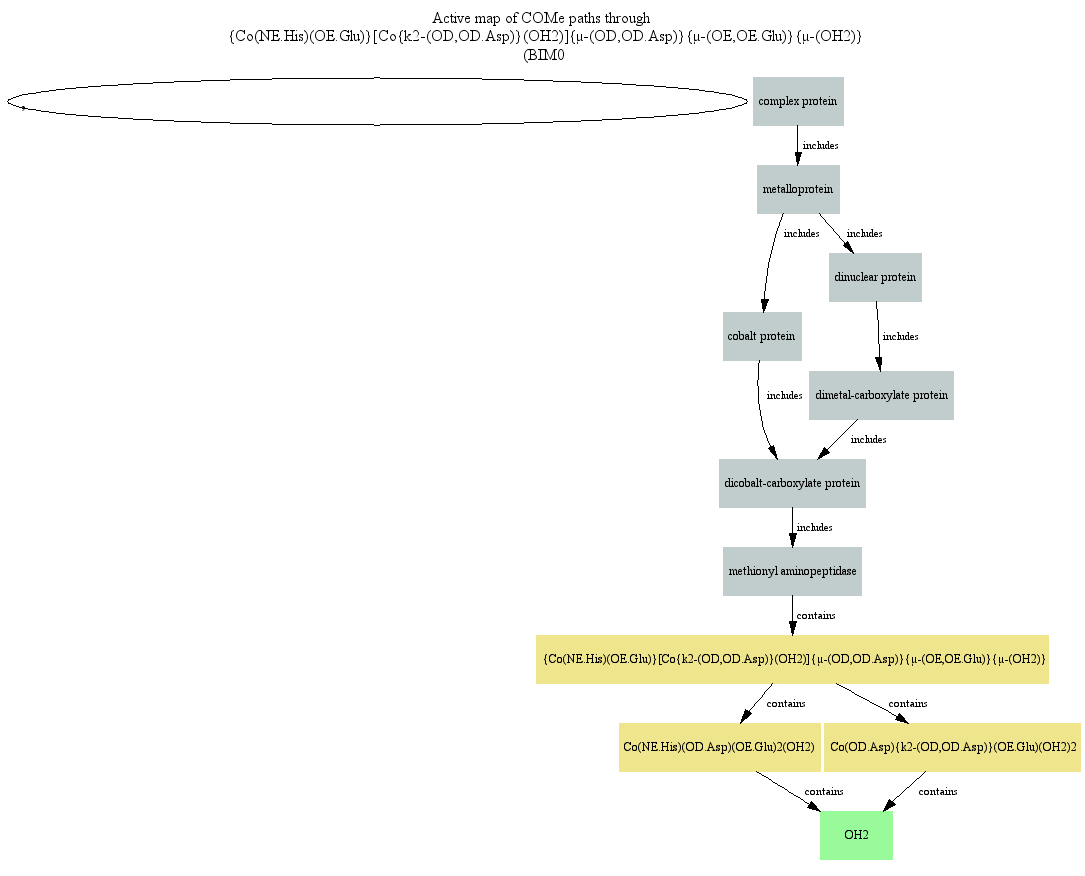 Active map of COMe paths through
{Co(NE.His)(OE.Glu)}[Co{k2-(OD,OD.Asp)}(OH2)]{μ-(OD,OD.Asp)}{μ-(OE,OE.Glu)}{μ-(OH2)}
(BIM0
complex protein
includes
metalloprotein
includes
includes
dinuclear protein
cobalt protein
includes
dimetal-carboxylate protein
includes
includes
dicobalt-carboxylate protein
includes
methionyl aminopeptidase
contains
{Co(NE.His)(OE.Glu)}[Co{k2-(OD,OD.Asp)}(OH2)]{μ-(OD,OD.Asp)}{μ-(OE,OE.Glu)}{μ-(OH2)}
contains
contains
Co(NE.His)(OD.Asp)(OE.Glu)2(OH2)
Co(OD.Asp){k2-(OD,OD.Asp)}(OE.Glu)(OH2)2
contains
contains
OH2